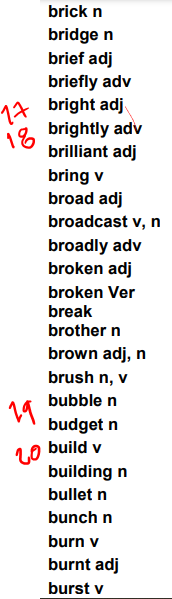 brick n
bridge n
brief adj
briefly adv
17 bright adj
18 brightly adv
brilliant adj
bring v
broad adj
broadcast v, n
broadly adv
broken adj
broken Ver
break
brother n
brown adj, n
brush n, v
bubble n
19 budget n
20 build v
building n
bullet n
bunch n
burn v
burnt adj
burst v